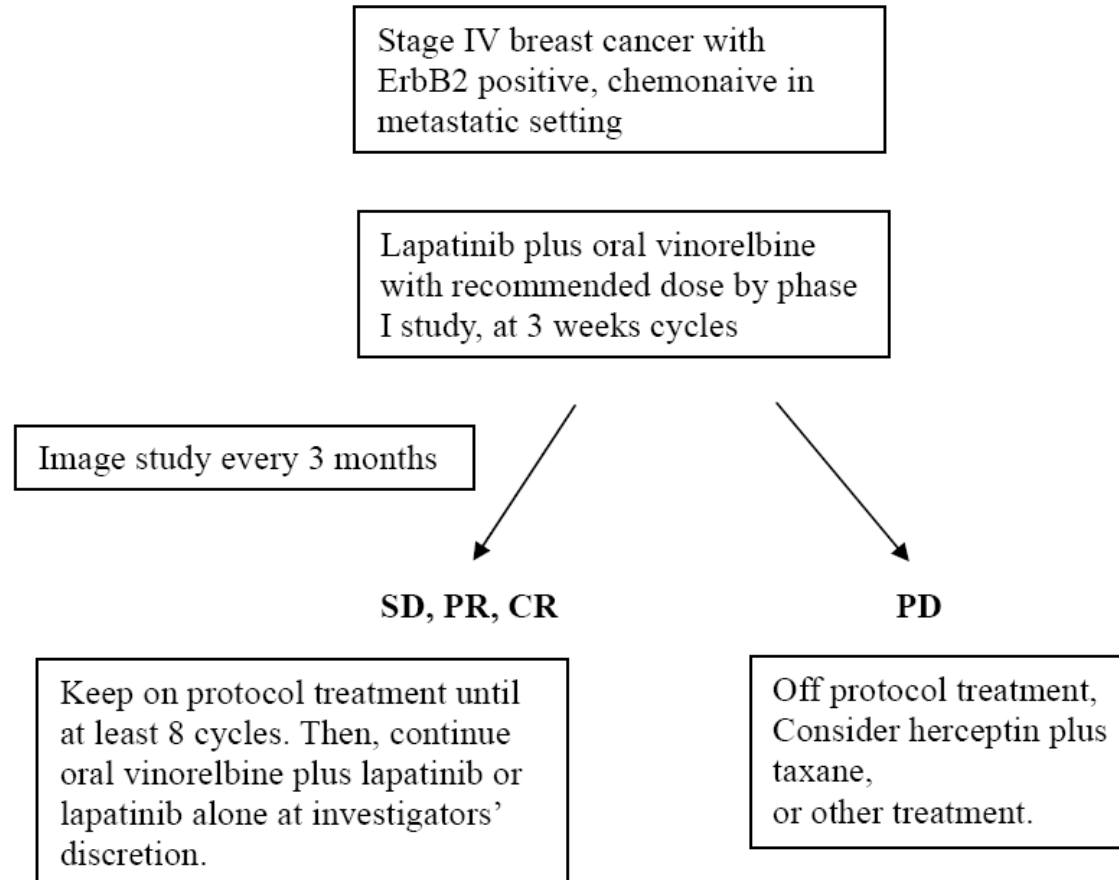 Stage IV breast cancer with
ErbB2 positive, chemonaive in
metastatic setting
Lapatinib plus oral vinorelbine
with recommended dose by phase
I study, at 3 weeks cycles
Image study every 3 months
SD, PR, CR
PD
Keep on protocol treatment until
at least 8 cycles. Then, continue
oral vinorelbine plus lapatinib or
lapatinib alone at investigators’
discretion.
Off protocol treatment,
Consider herceptin plus
taxane,
or other treatment.